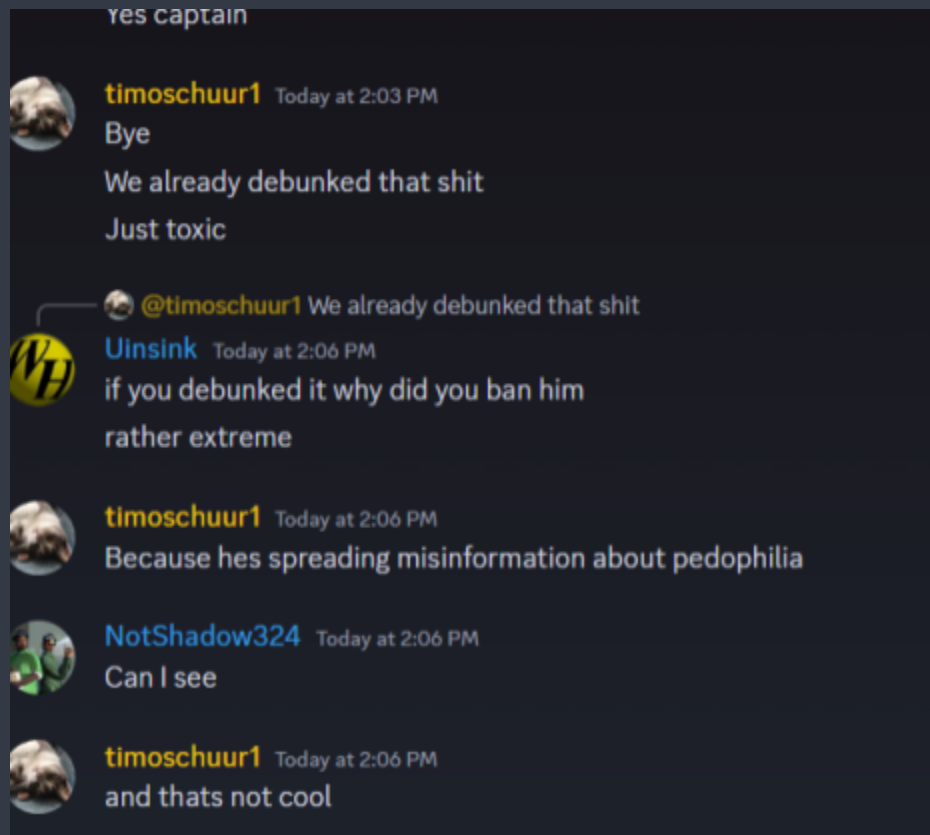 Yes captain
timoschuur1 Today at 2:03 PM
Bye
We already debunked that shit
Just toxic
@timoschuur1 We already debunked that shit
Uinsink Today at 2:06 PM
WH
if you debunked it why did you ban him
rather extreme
timoschuur1 Today at 2:06 PM
Because hes spreading misinformation about pedophilia
NotShadow324 Today at 2:06 PM
Can I see
timoschuur1 Today at 2:06 PM
and thats not cool